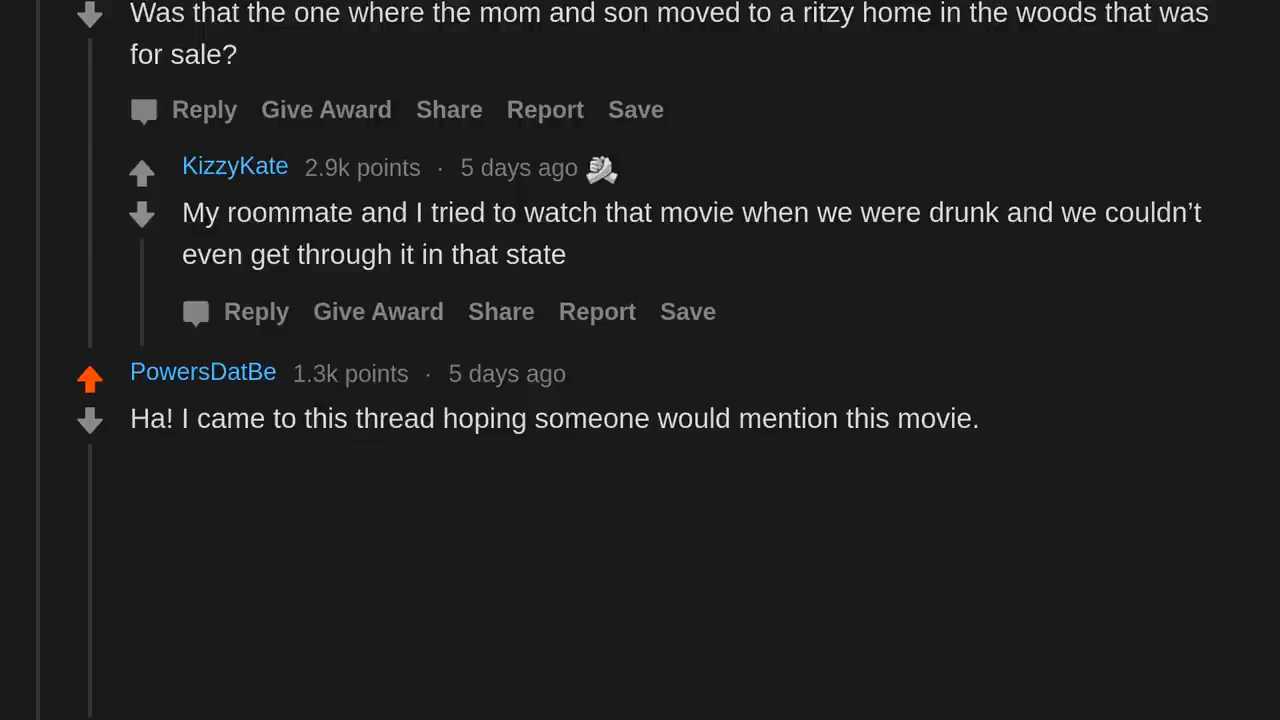 Was that the one where the mom and son moved to a ritzy home in the woods that was
for sale?
Reply Give Award Share Report Save
KizzyKate 2.9k points · 5 days ago
My roommate and I tried to watch that movie when we were drunk and we couldn’t
even get through it in that state
Reply Give Award Share Report Save
PowersDatBe 1.3k points · 5 days ago
Ha! I came to this thread hoping someone would mention this movie.